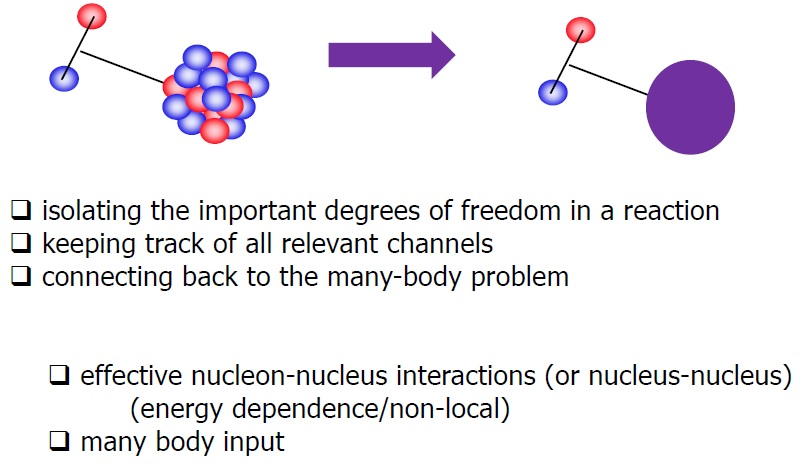 ❑ isolating the important degrees of freedom in a reaction
❑ keeping track of all relevant channels
❑ connecting back to the many-body problem
❑ effective nucleon-nucleus interactions (or nucleus-nucleus)
(energy dependence/non-local)
❑ many body input